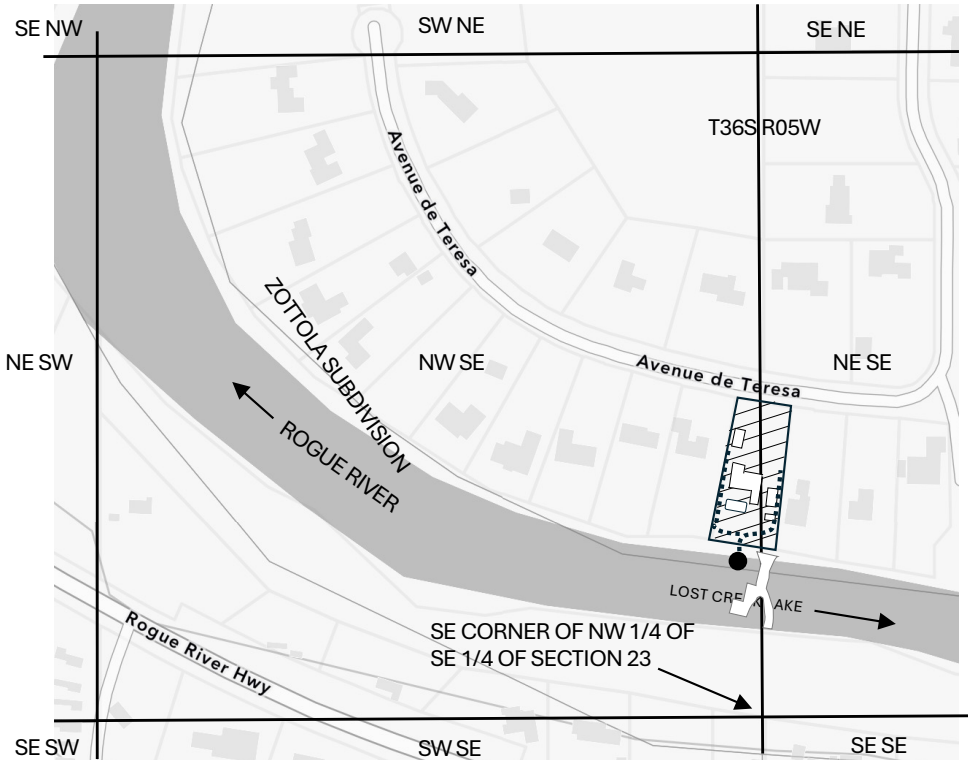 SE NW
SW NE
SE NE
T36S R05W
Avenue de Teresa
ZOTTOLA SUBDIVISION
NE SW
NW SE
NE SE
Avenue de Teresa
ROGUE RIVER
LOST CRE
AKE
SE CORNER OF NW 1/4 OF
SE 1/4 OF SECTION 23
Rogue River Hwy
SE SW
SW SE
SE SE